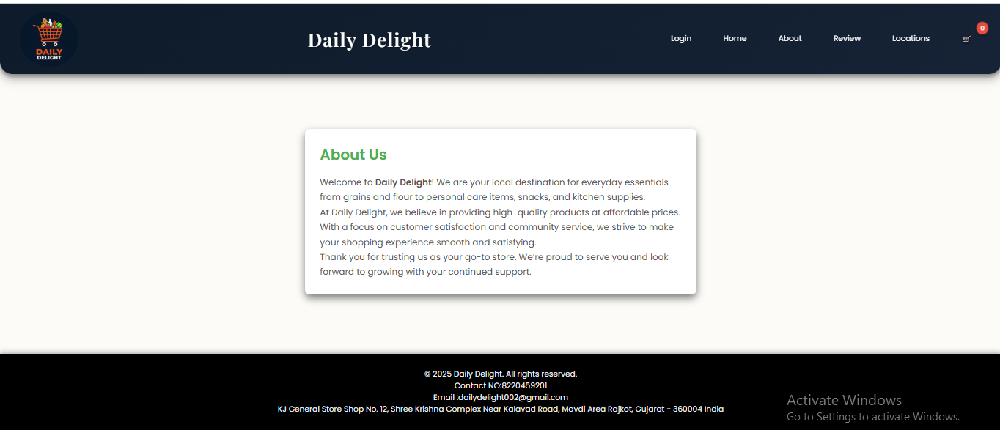 DAILY
DELIGHT
Daily Delight
Login Home About Review Locations 0
About Us
Welcome to Daily Delight! We are your local destination for everyday essentials —
from grains and flour to personal care items, snacks, and kitchen supplies.
At Daily Delight, we believe in providing high-quality products at affordable prices.
With a focus on customer satisfaction and community service, we strive to make
your shopping experience smooth and satisfying.
Thank you for trusting us as your go-to store. We’re proud to serve you and look
forward to growing with your continued support.
© 2025 Daily Delight. All rights reserved.
Contact NO:8220459201
Email :dailydelight002@gmail.com
KJ General Store Shop No. 12, Shree Krishna Complex Near Kalavad Road, Mavdi Area Rajkot, Gujarat - 360004 India
Activate Windows
Go to Settings to activate Windows.